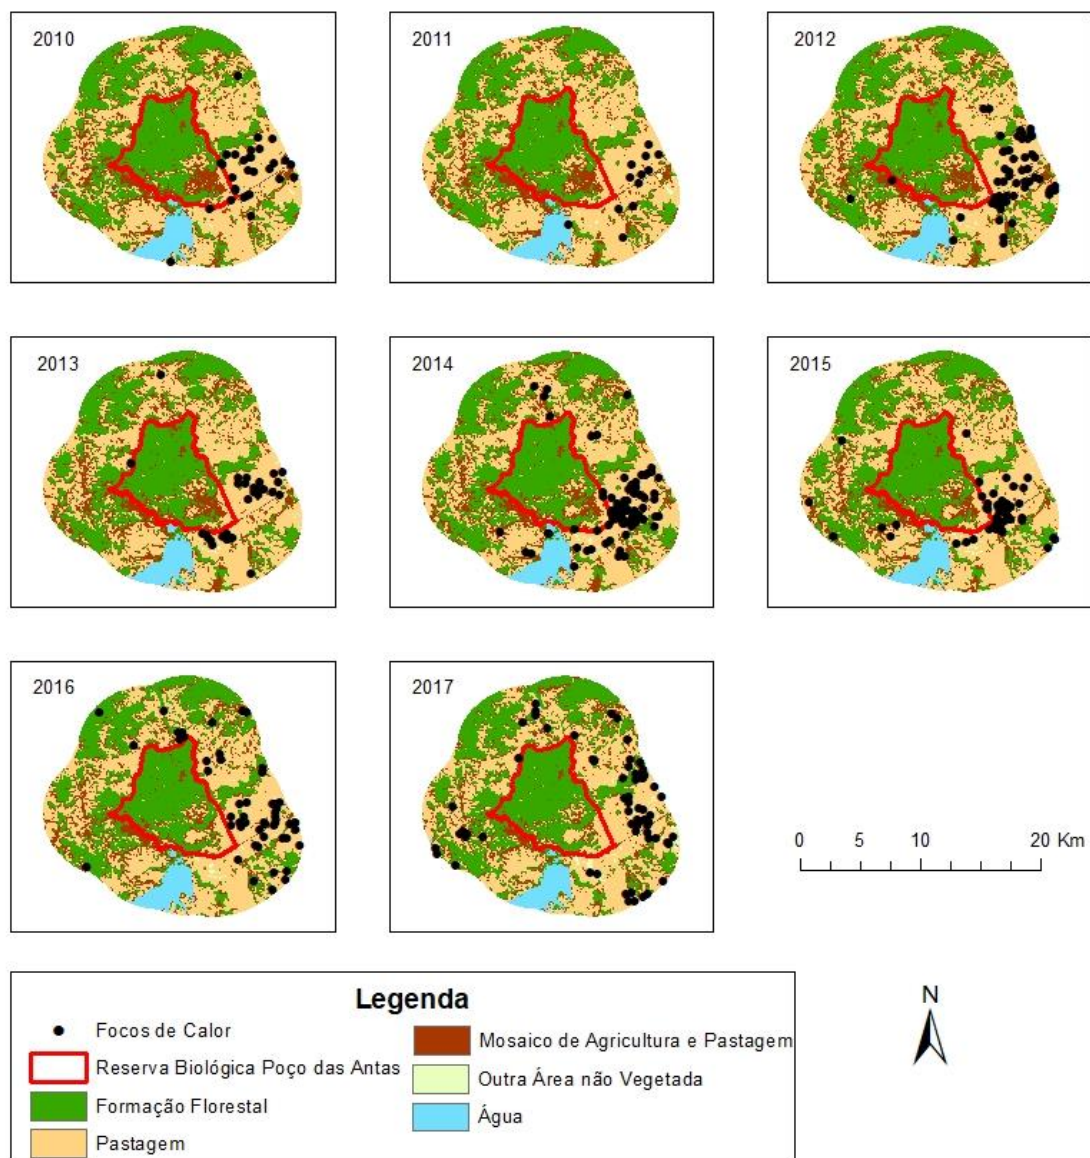 2010
2011
2012
2013
2014
2015
2016
2017
0 5 10 20 Km
Legenda
Focos de Calor
Reserva Biológica Poço das Antas
Formação Florestal
Pastagem
Mosaico de Agricultura e Pastagem
Outra Área não Vegetada
Água
N